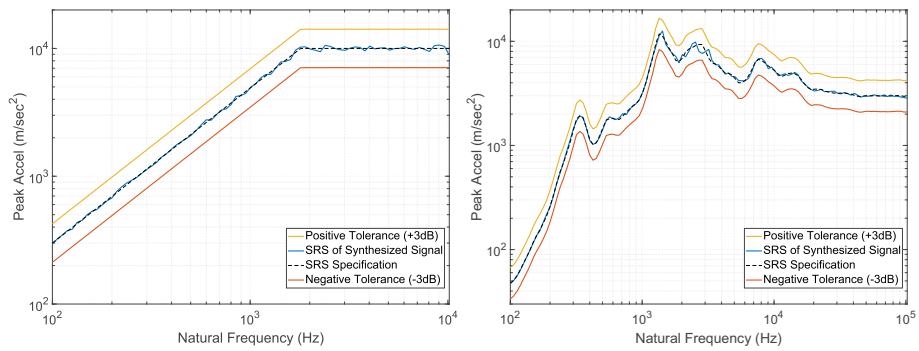 10^4
10^3
10^2
Peak Accel (m/sec^2)
10^2
10^3
10^4
Natural Frequency (Hz)
Positive Tolerance (+3dB)
SRS of Synthesized Signal
SRS Specification
Negative Tolerance (-3dB)
10^4
10^3
10^2
Peak Accel (m/sec^2)
10^2
10^3
10^4
10^5
Natural Frequency (Hz)
Positive Tolerance (+3dB)
SRS of Synthesized Signal
SRS Specification
Negative Tolerance (-3dB)